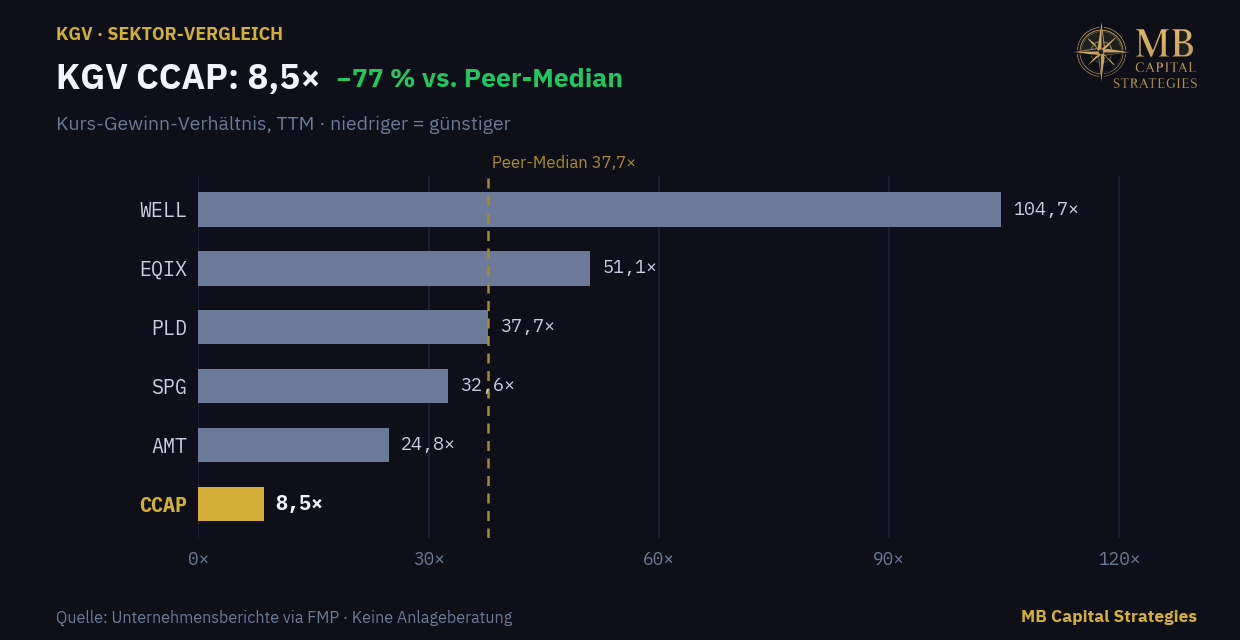 KGV · SEKTOR-VERGLEICH
MB
CAPITAL
STRATEGIES
KGV CCAP: 8,5× −77 % vs. Peer-Median
Kurs-Gewinn-Verhältnis, TTM · niedriger = günstiger
Peer-Median 37,7×
WELL 104,7×
EQIX 51,1×
PLD 37,7×
SPG 32,6×
AMT 24,8×
CCAP 8,5×
0× 30× 60× 90× 120×
Quelle: Unternehmensberichte via FMP · Keine Anlageberatung
MB Capital Strategies